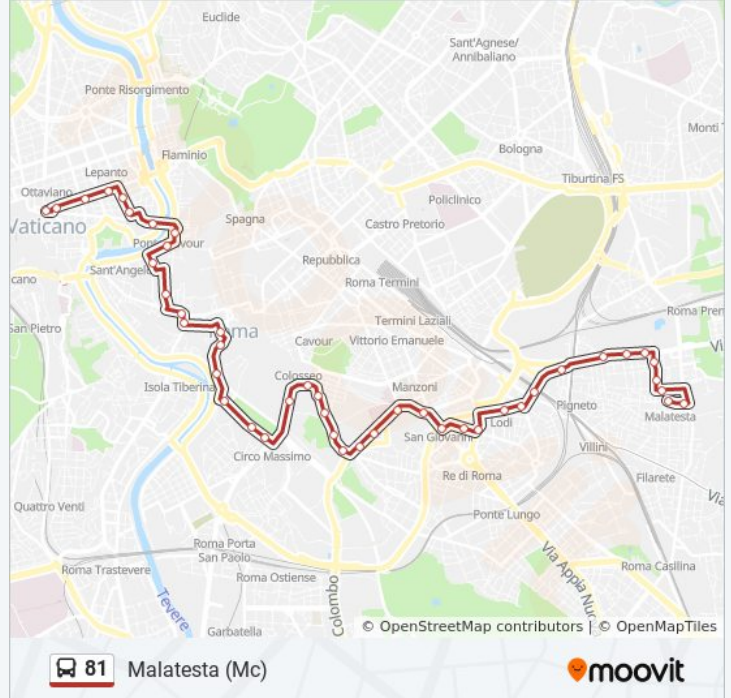 Euclide
Sant'Agnese/
Annibaliano
Ponte Risorgimento
Monti
Bologna
Flaminio
Lepanto
Tiburtina FS
Ottaviano
Policlinico
Spagna
Castro Pretorio
Vaticano
Repubblica
Sant'Angelo
cano
Roma Termini
Roma Pren
Termini Laziali
San Pietro
Roma
Cavour
Vittorio Emanuele
Colosseo
Isola Tiberina
Manzoni
Pigneto
Malatesta
Lodi
San Giovanni
Villini
Circo Massimo
Re di Roma
Filarete
Quattro Venti
Ponte Lungo
Roma Porta
San Paolo
Roma Casilina
Roma Trastevere
Roma Ostiense
Via Appia Nuo
Colombo
Tevere
Garbatella
© OpenStreetMap contributors | © OpenMapTiles
81 Malatesta (Mc)
moovit